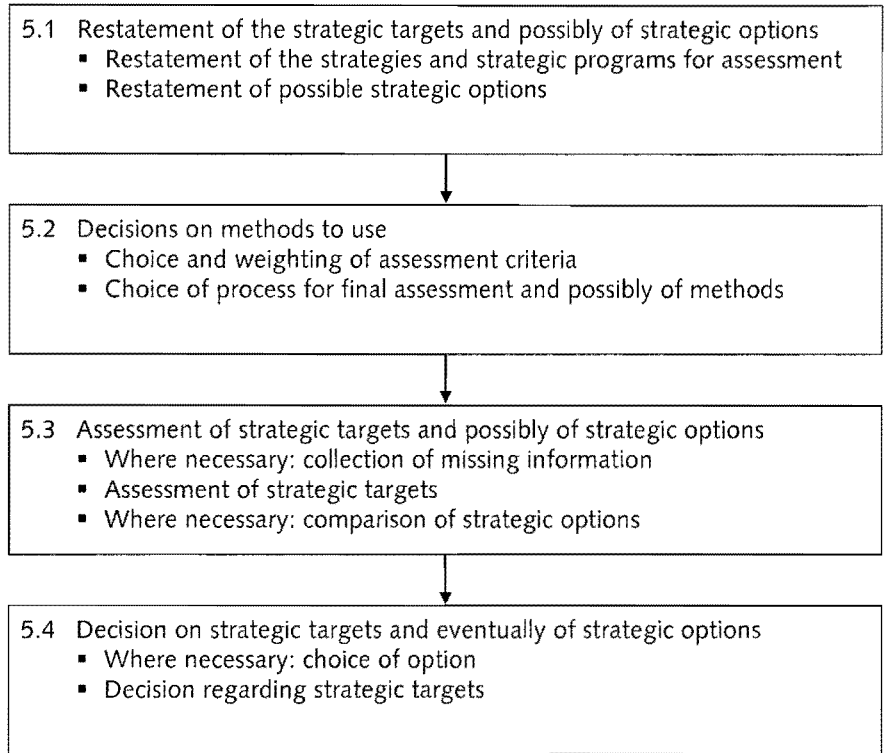 5.1 Restatement of the strategic targets and possibly of strategic options
▪ Restatement of the strategies and strategic programs for assessment
▪ Restatement of possible strategic options
5.2 Decisions on methods to use
▪ Choice and weighting of assessment criteria
▪ Choice of process for final assessment and possibly of methods
5.3 Assessment of strategic targets and possibly of strategic options
▪ Where necessary: collection of missing information
▪ Assessment of strategic targets
▪ Where necessary: comparison of strategic options
5.4 Decision on strategic targets and eventually of strategic options
▪ Where necessary: choice of option
▪ Decision regarding strategic targets